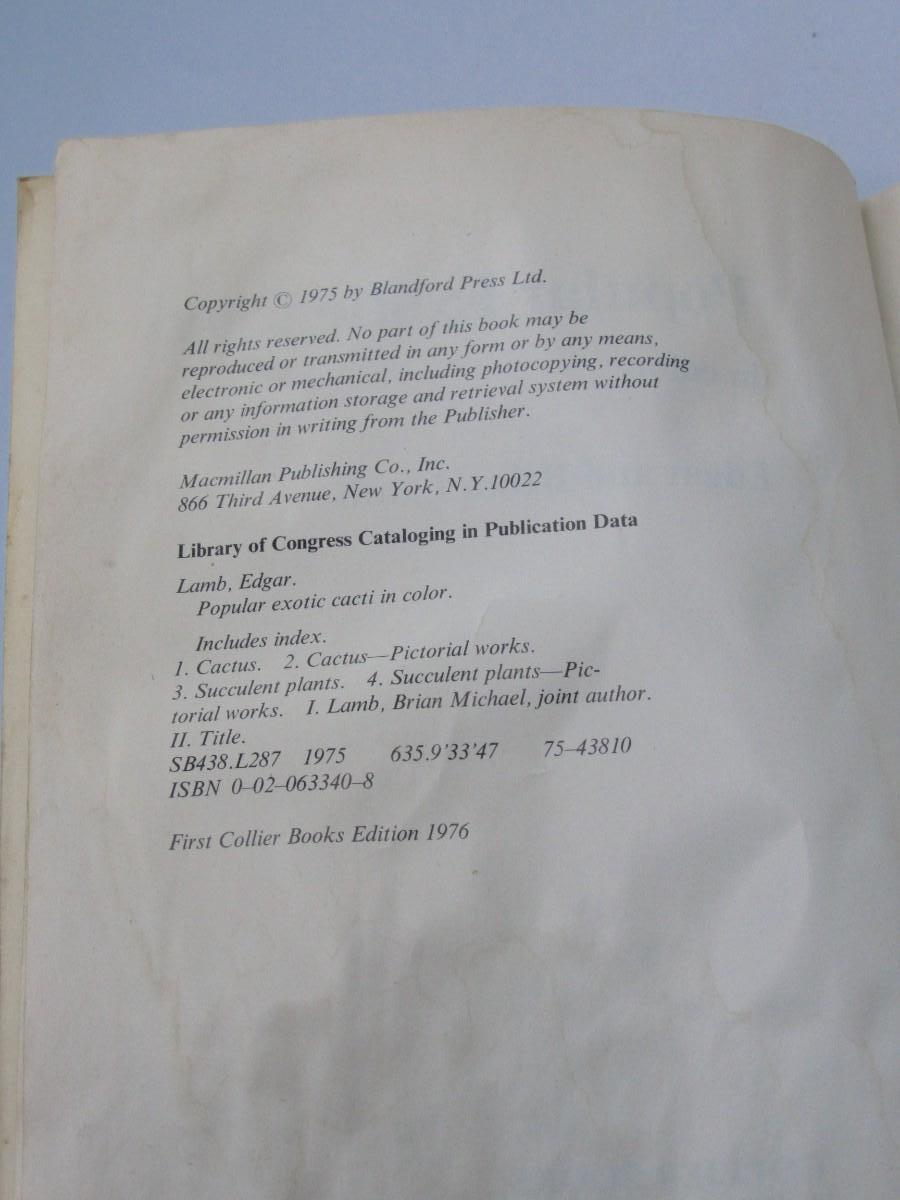 Copyright © 1975 by Blandford Press Ltd.
All rights reserved. No part of this book may be
reproduced or transmitted in any form or by any means,
electronic or mechanical, including photocopying, recording
or any information storage and retrieval system without
permission in writing from the Publisher.
Macmillan Publishing Co., Inc.
866 Third Avenue, New York, N.Y.10022
Library of Congress Cataloging in Publication Data
Lamb, Edgar.
Popular exotic cacti in color.
Includes index.
1. Cactus. 2. Cactus—Pictorial works.
3. Succulent plants. 4. Succulent plants—Pic-
torial works. I. Lamb, Brian Michael, joint author.
II. Title.
SB438.L287 1975 635.9'33'47 75–43810
ISBN 0–02–063340–8
First Collier Books Edition 1976